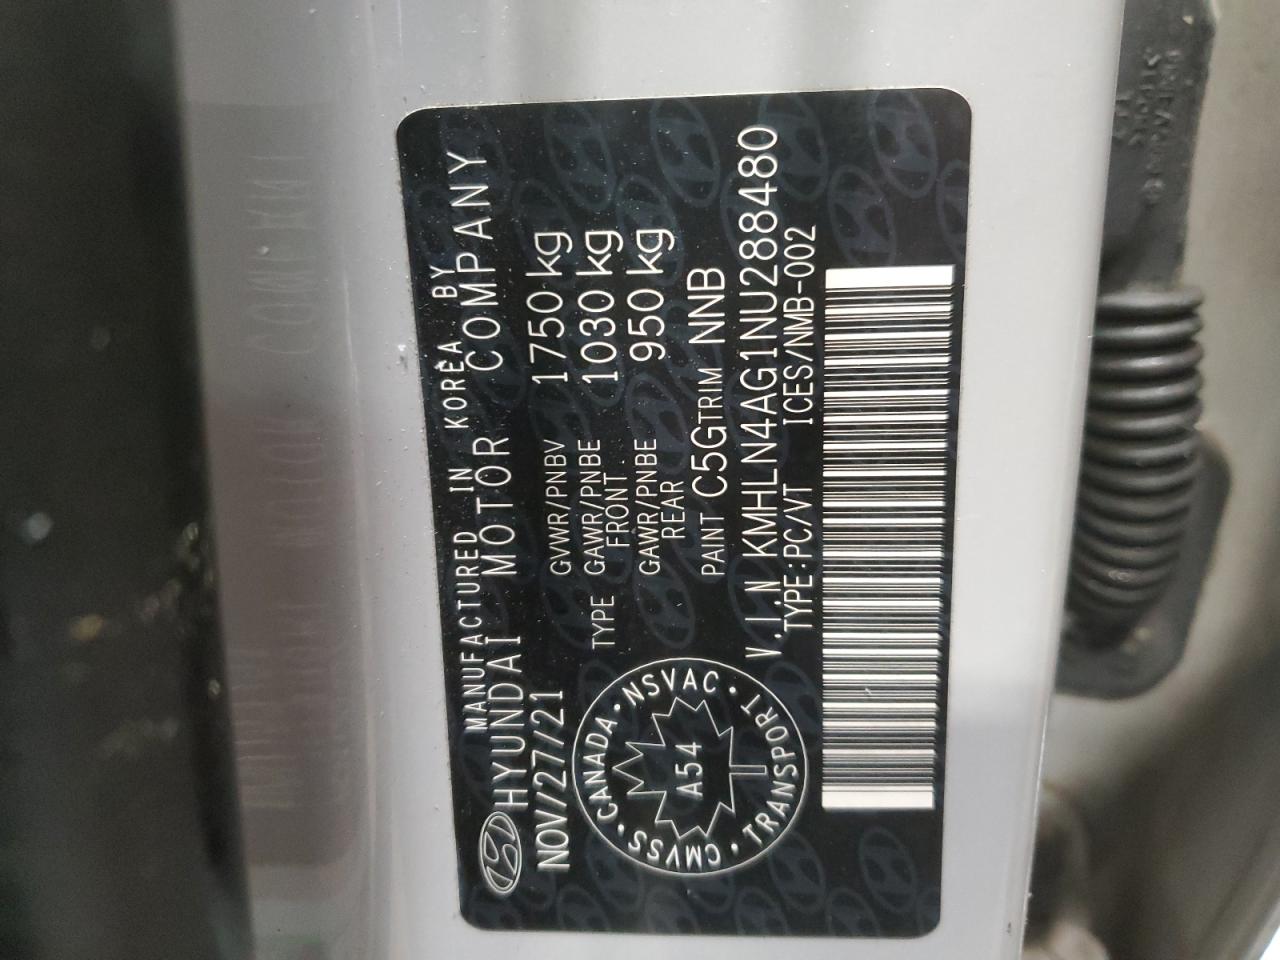 MANUFACTURED IN KOREA BY
HYUNDAI MOTOR COMPANY
NOV/27/21
GVWR/PNBV 1750 kg
TYPE GAWR/PNBE FRONT 1030 kg
GAWR/PNBE REAR 950 kg
PAINT C5G TRIM NNB
CANADA · NSVAC · TRANSPORT · CMVSS ·
A54
V.I.N KMHLN4AG1NU288480
TYPE:PC/VT ICES/NMB-002